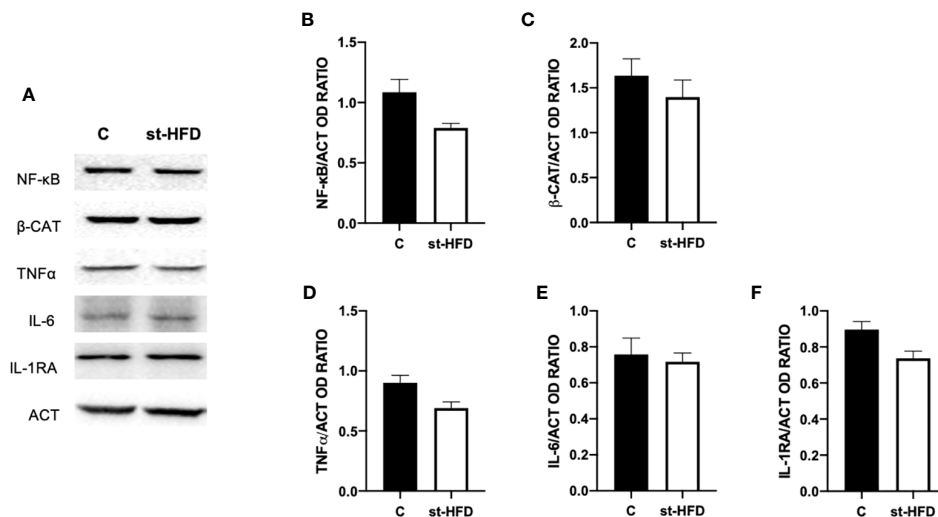 A
C st-HFD
NF-κB
β-CAT
TNFα
IL-6
IL-1RA
ACT
B
NF-κB/ACT OD RATIO
1.5
1.0
0.5
0.0
C st-HFD
C
β-CAT/ACT OD RATIO
2.0
1.5
1.0
0.5
0.0
C st-HFD
D
TNFα/ACT OD RATIO
1.5
1.0
0.5
0.0
C st-HFD
E
IL-6/ACT OD RATIO
1.0
0.8
0.6
0.4
0.2
0.0
C st-HFD
F
IL-1RA/ACT OD RATIO
1.0
0.8
0.6
0.4
0.2
0.0
C st-HFD